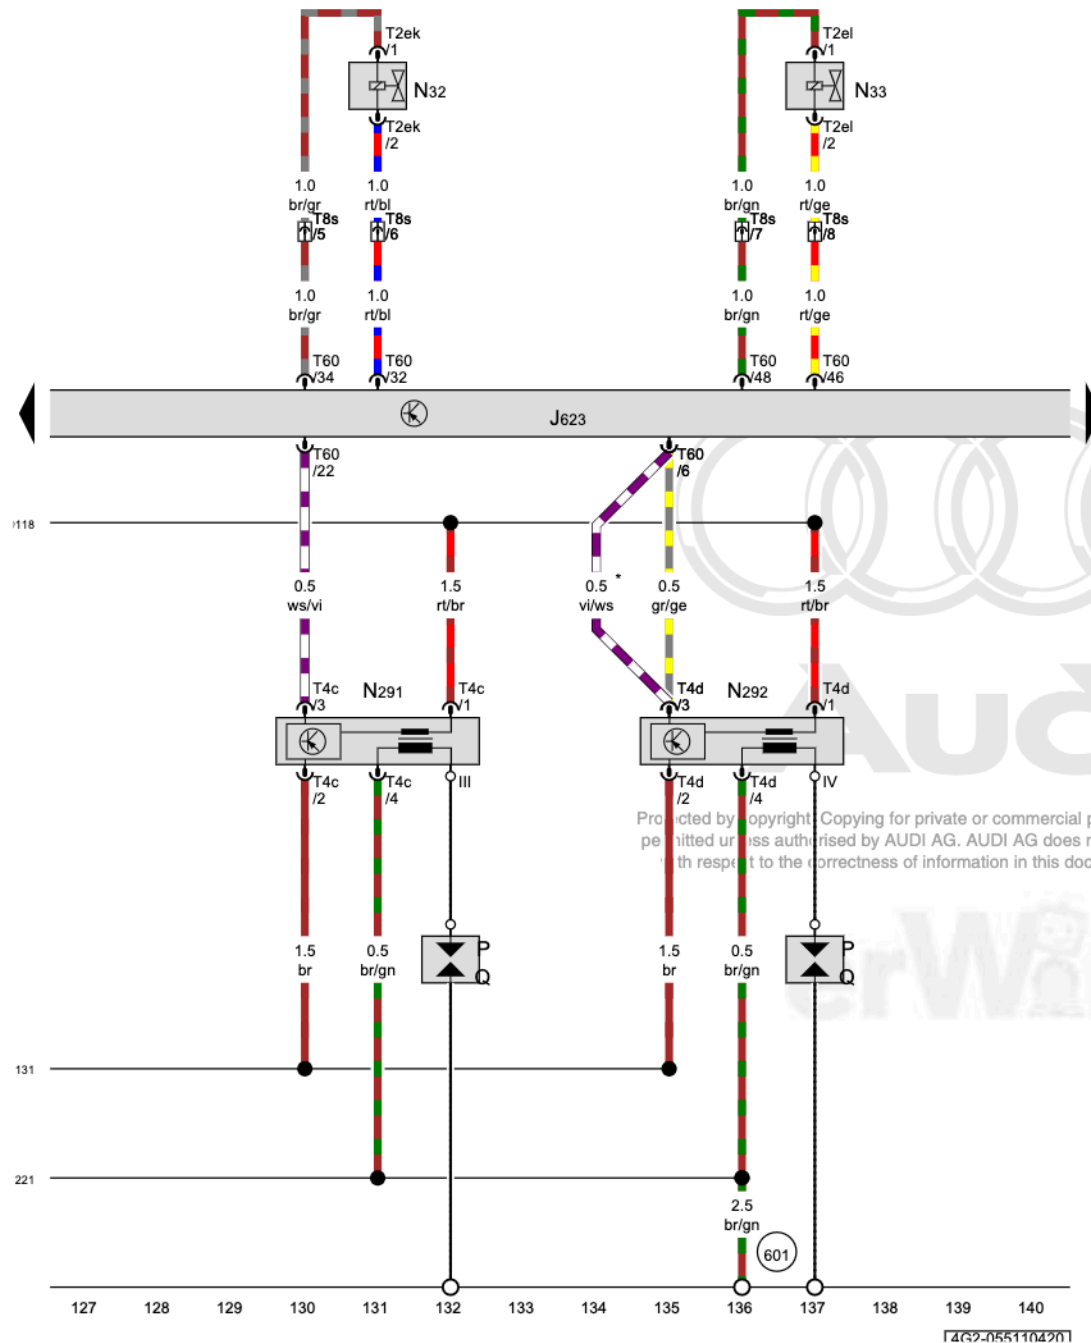 T2ek
/1
N32
T2ek
/2
T2el
/1
N33
T2el
/2
1.0
br/gr
1.0
rt/bl
1.0
br/gn
1.0
rt/ge
T8s
/5
T8s
/6
T8s
/7
T8s
/8
1.0
br/gr
1.0
rt/bl
1.0
br/gn
1.0
rt/ge
T60
/34
T60
/32
T60
/48
T60
/46
J623
T60
/22
T60
/6
118
0.5
ws/vi
1.5
rt/br
0.5 *
vi/ws
0.5
gr/ge
1.5
rt/br
T4c
/3
N291
T4c
/1
T4d
/3
N292
T4d
/1
T4c
/2
T4c
/4
III
T4d
/2
T4d
/4
IV
Audi
Protected by copyright. Copying for private or commercial p
permitted unless authorised by AUDI AG. AUDI AG does n
with respect to the correctness of information in this doc
erWi
1.5
br
0.5
br/gn
P
Q
1.5
br
0.5
br/gn
P
Q
131
221
2.5
br/gn
601
127 128 129 130 131 132 133 134 135 136 137 138 139 140
4G2-055110420